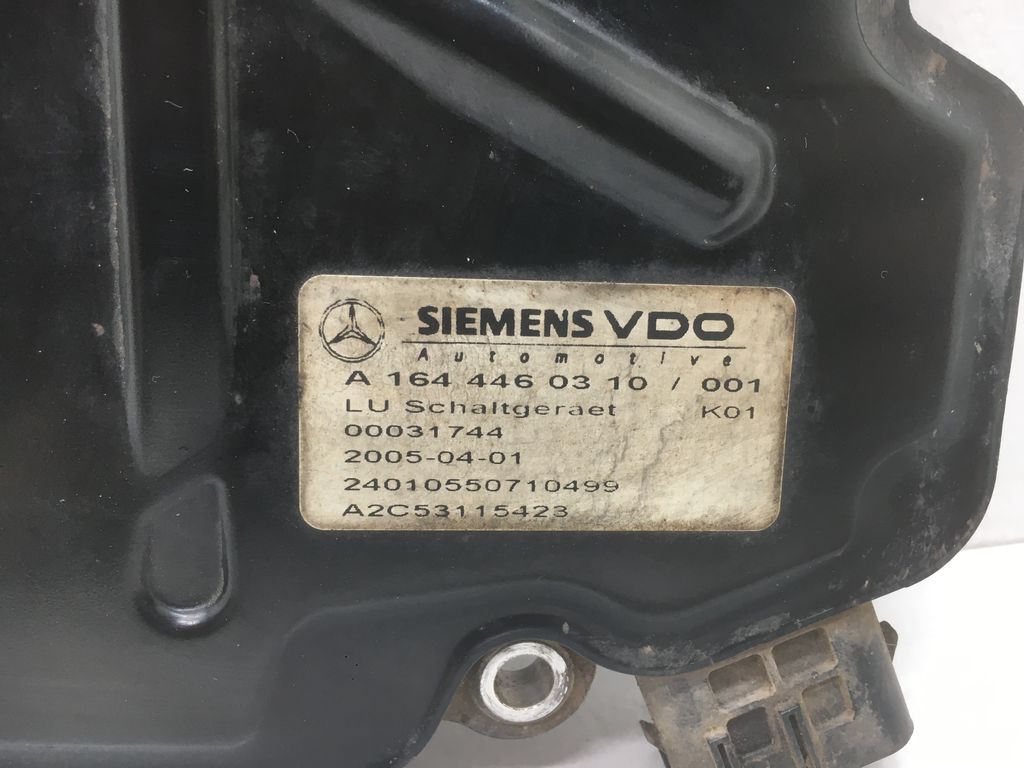 SIEMENS VDO
Automotive
A 164 446 03 10 / 001
LU Schaltgeraet K01
00031744
2005-04-01
24010550710499
A2C53115423